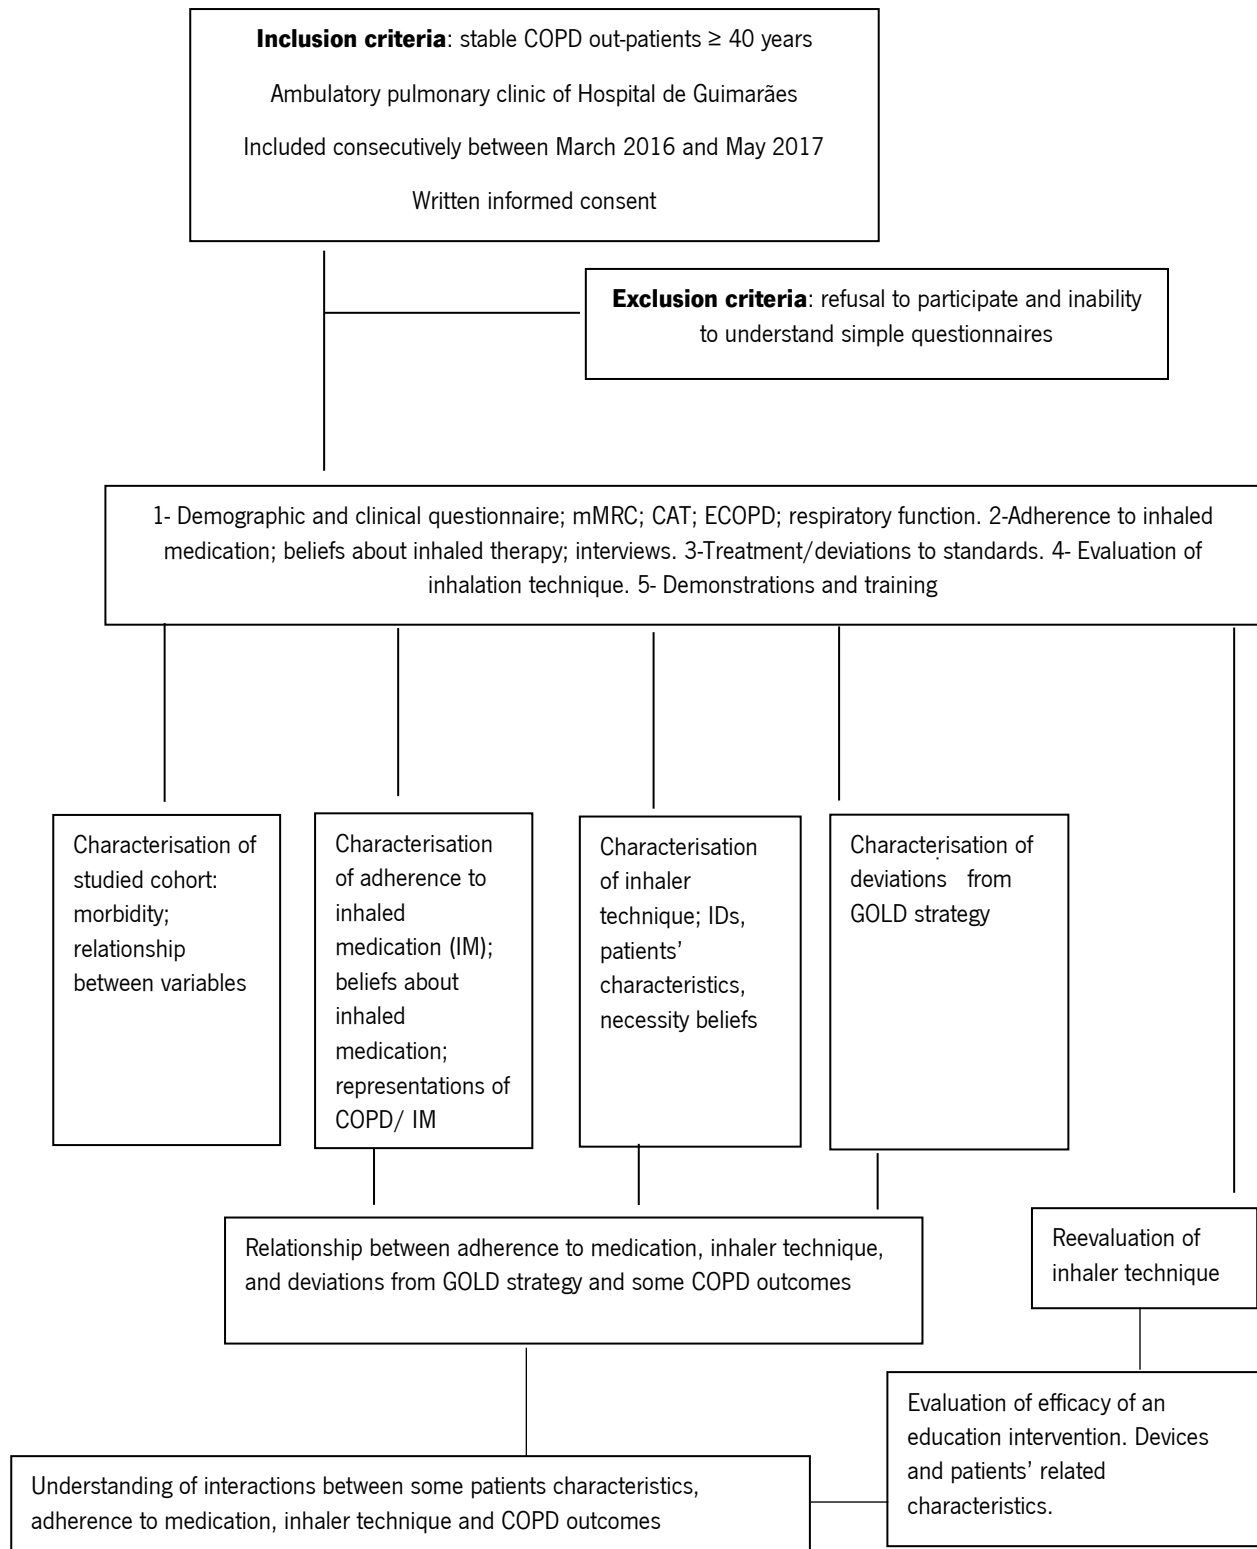 Inclusion criteria: stable COPD out-patients ≥ 40 years
Ambulatory pulmonary clinic of Hospital de Guimarães
Included consecutively between March 2016 and May 2017
Written informed consent
Exclusion criteria: refusal to participate and inability
to understand simple questionnaires
1- Demographic and clinical questionnaire; mMRC; CAT; ECOPD; respiratory function. 2-Adherence to inhaled
medication; beliefs about inhaled therapy; interviews. 3-Treatment/deviations to standards. 4- Evaluation of
inhalation technique. 5- Demonstrations and training
Characterisation of
studied cohort:
morbidity;
relationship
between variables
Characterisation
of adherence to
inhaled
medication (IM);
beliefs about
inhaled
medication;
representations of
COPD/ IM
Characterisation
of inhaler
technique; IDs,
patients’
characteristics,
necessity beliefs
Characterisation of
deviations from
GOLD strategy
Relationship between adherence to medication, inhaler technique,
and deviations from GOLD strategy and some COPD outcomes
Reevaluation of
inhaler technique
Evaluation of efficacy of an
education intervention. Devices
and patients’ related
characteristics.
Understanding of interactions between some patients characteristics,
adherence to medication, inhaler technique and COPD outcomes